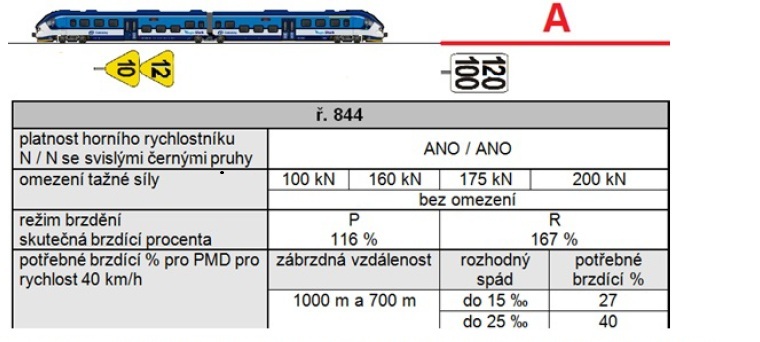 A
10 12
100 120
ř. 844
platnost horního rychlostníku
N / N se svislými černými pruhy
ANO / ANO
omezení tažné síly
100 kN 160 kN 175 kN 200 kN
bez omezení
režim brzdění
P R
skutečná brzdící procenta
116 % 167 %
potřebné brzdící % pro PMD pro
rychlost 40 km/h
zábrzdná vzdálenost
rozhodný
spád
potřebné
brzdící %
1000 m a 700 m
do 15 ‰ 27
do 25 ‰ 40